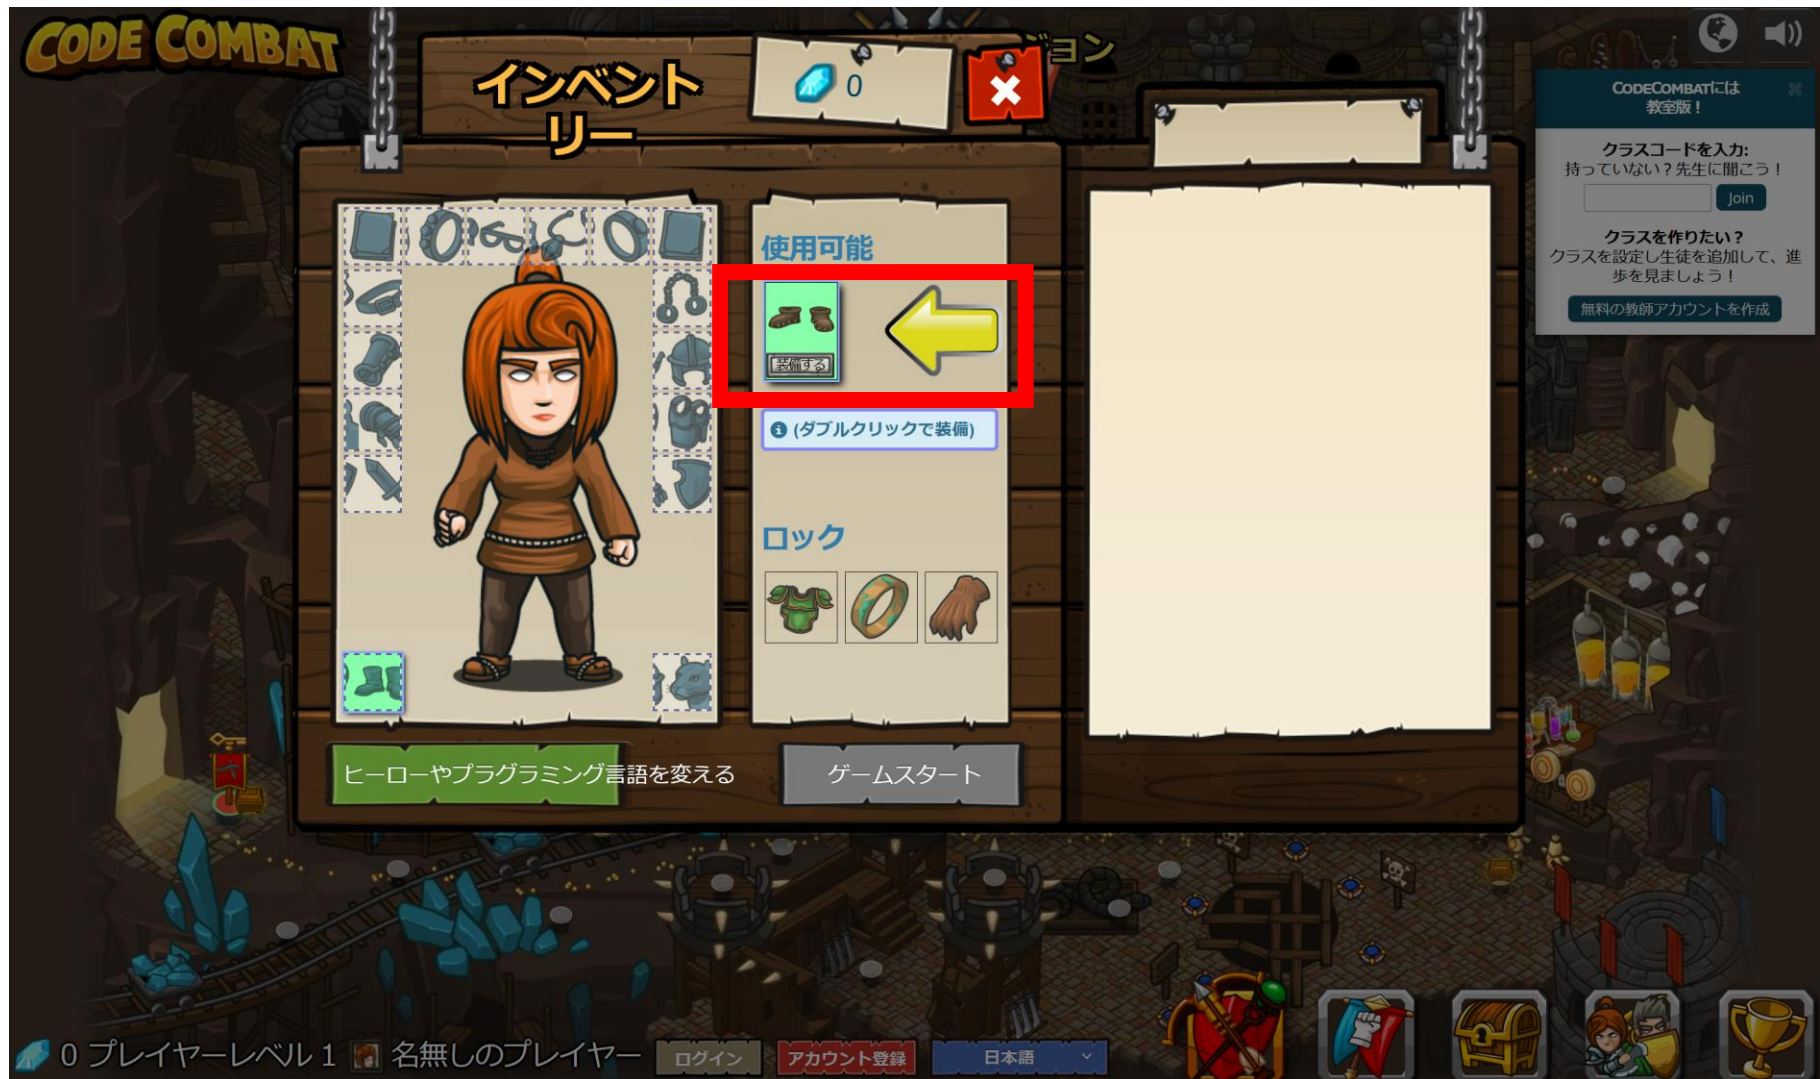 CODE COMBAT
ジョン
インベント
リー
0
CODECOMBATには
教室版！
クラスコードを入力:
持っていない？先生に聞こう！
Join
クラスを作りたい？
クラスを設定し生徒を追加して、進
歩を見ましょう！
無料の教師アカウントを作成
使用可能
装備する
(ダブルクリックで装備)
ロック
ヒーローやプラグラミング言語を変える
ゲームスタート
0 プレイヤーレベル 1 名無しのプレイヤー
ログイン
アカウント登録
日本語